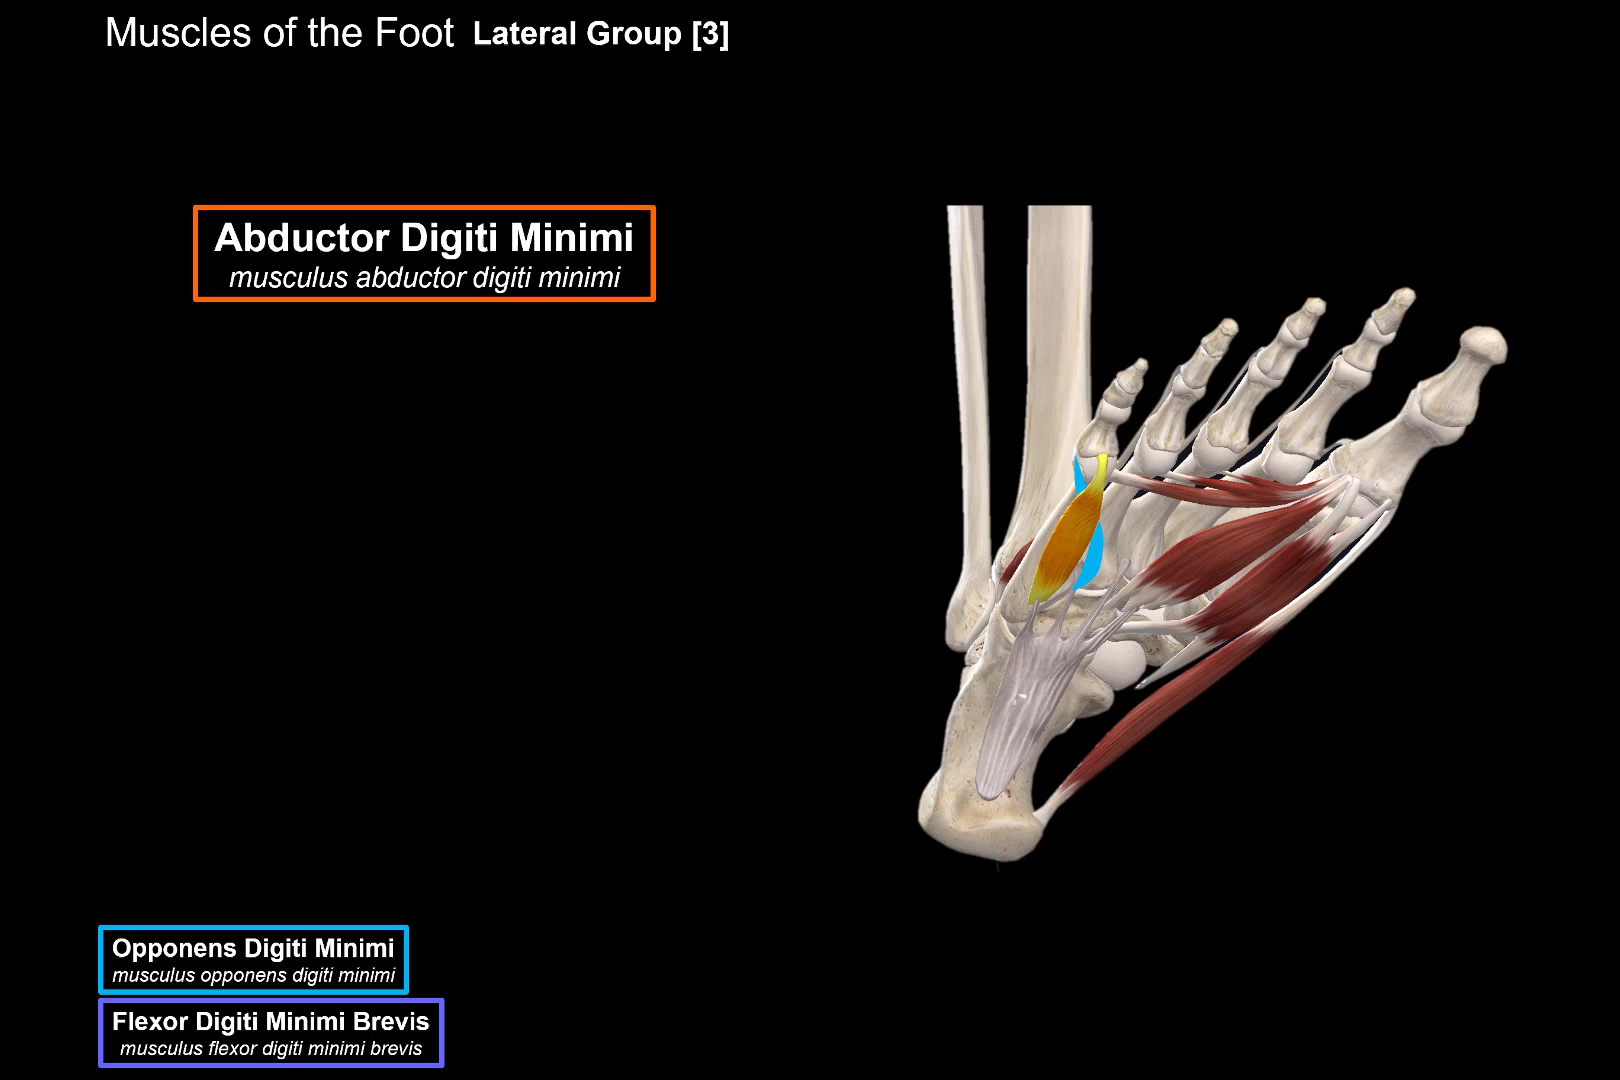 Muscles of the Foot Lateral Group [3]
Abductor Digiti Minimi
musculus abductor digiti minimi
Opponens Digiti Minimi
musculus opponens digiti minimi
Flexor Digiti Minimi Brevis
musculus flexor digiti minimi brevis